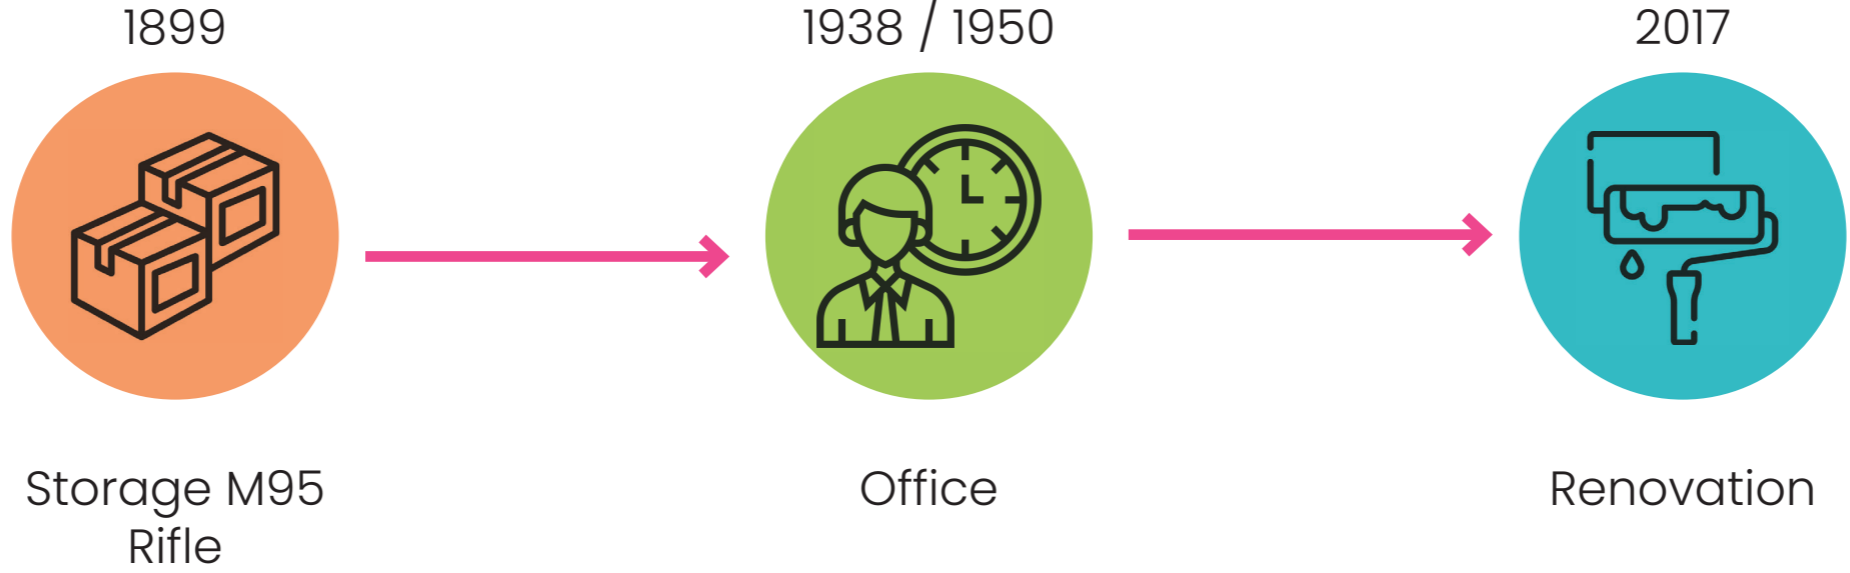 1899
1938 / 1950
2017
Storage M95
Rifle
Office
Renovation